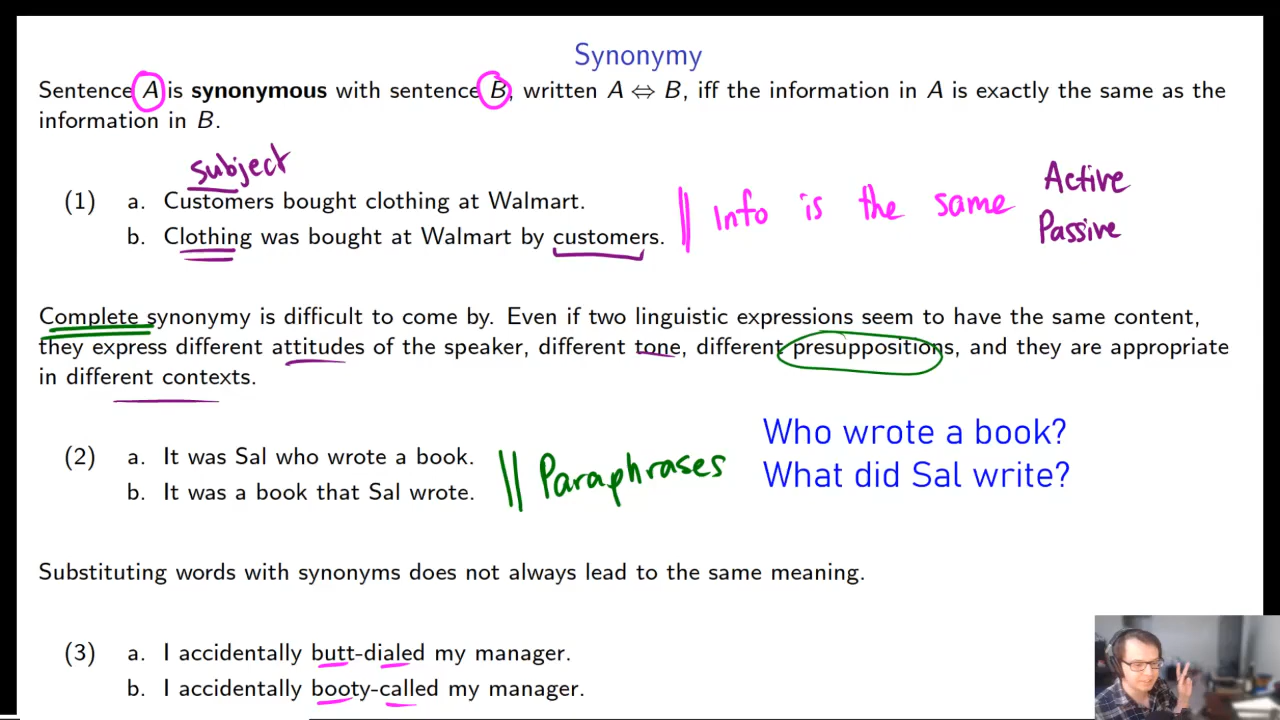 Synonymy
Sentence A is synonymous with sentence B, written A ⇔ B, iff the information in A is exactly the same as the
information in B.
subject
(1) a. Customers bought clothing at Walmart.
b. Clothing was bought at Walmart by customers.
Info is the same
Active
Passive
Complete synonymy is difficult to come by. Even if two linguistic expressions seem to have the same content,
they express different attitudes of the speaker, different tone, different presuppositions, and they are appropriate
in different contexts.
(2) a. It was Sal who wrote a book.
b. It was a book that Sal wrote.
Paraphrases
Who wrote a book?
What did Sal write?
Substituting words with synonyms does not always lead to the same meaning.
(3) a. I accidentally butt-dialed my manager.
b. I accidentally booty-called my manager.